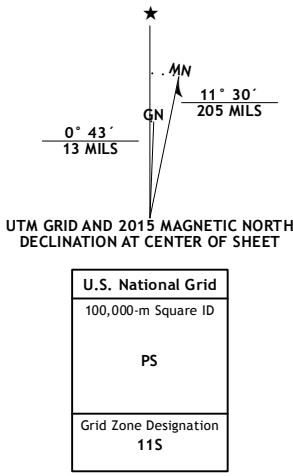 ★
MN
GN
11° 30´
205 MILS
0° 43´
13 MILS
UTM GRID AND 2015 MAGNETIC NORTH
DECLINATION AT CENTER OF SHEET
U.S. National Grid
100,000-m Square ID
PS
Grid Zone Designation
11S